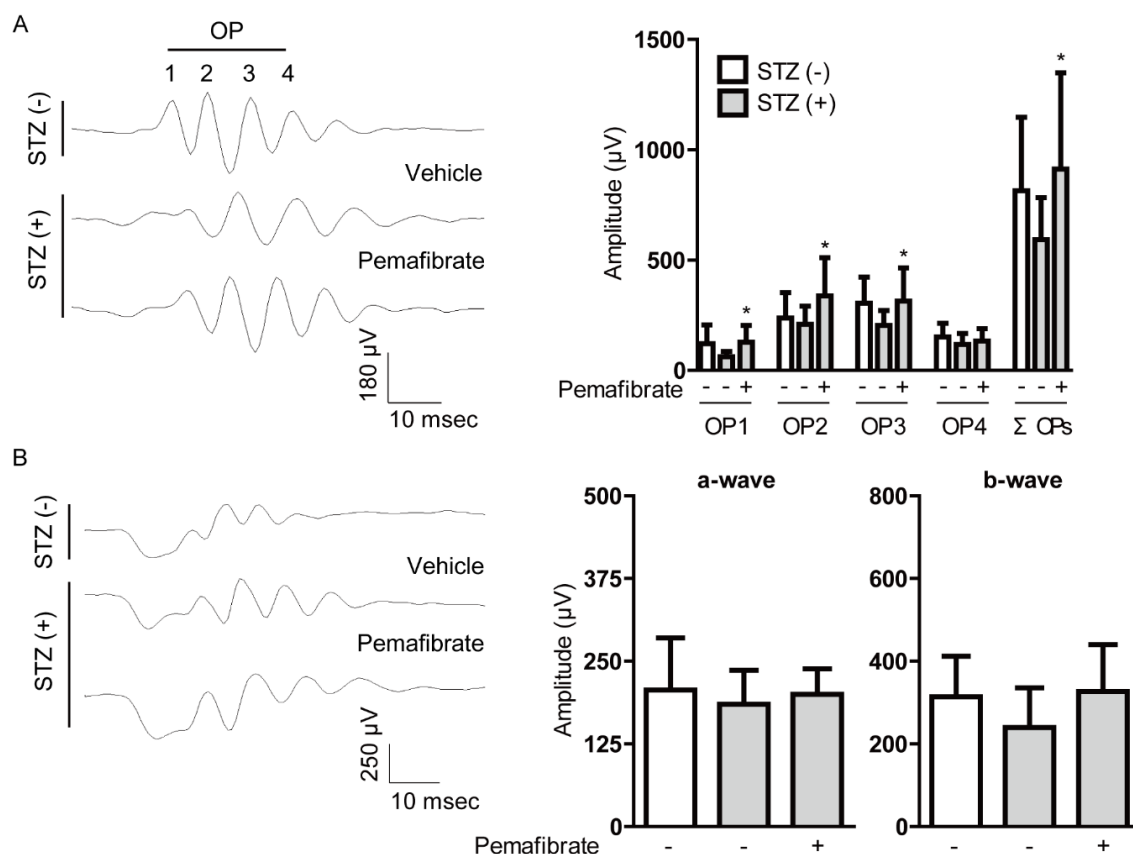 A
OP
1 2 3 4
STZ (-)
Vehicle
STZ (+)
Pemafibrate
180 µV
10 msec
1500
1000
500
0
Amplitude (µV)
STZ (-)
STZ (+)
*
*
*
*
Pemafibrate - - + - - + - - + - - + - - +
OP1 OP2 OP3 OP4 Σ OPs
B
STZ (-)
Vehicle
STZ (+)
Pemafibrate
250 µV
10 msec
a-wave
500
375
250
125
0
Amplitude (µV)
Pemafibrate - - +
b-wave
800
600
400
200
0
- - +